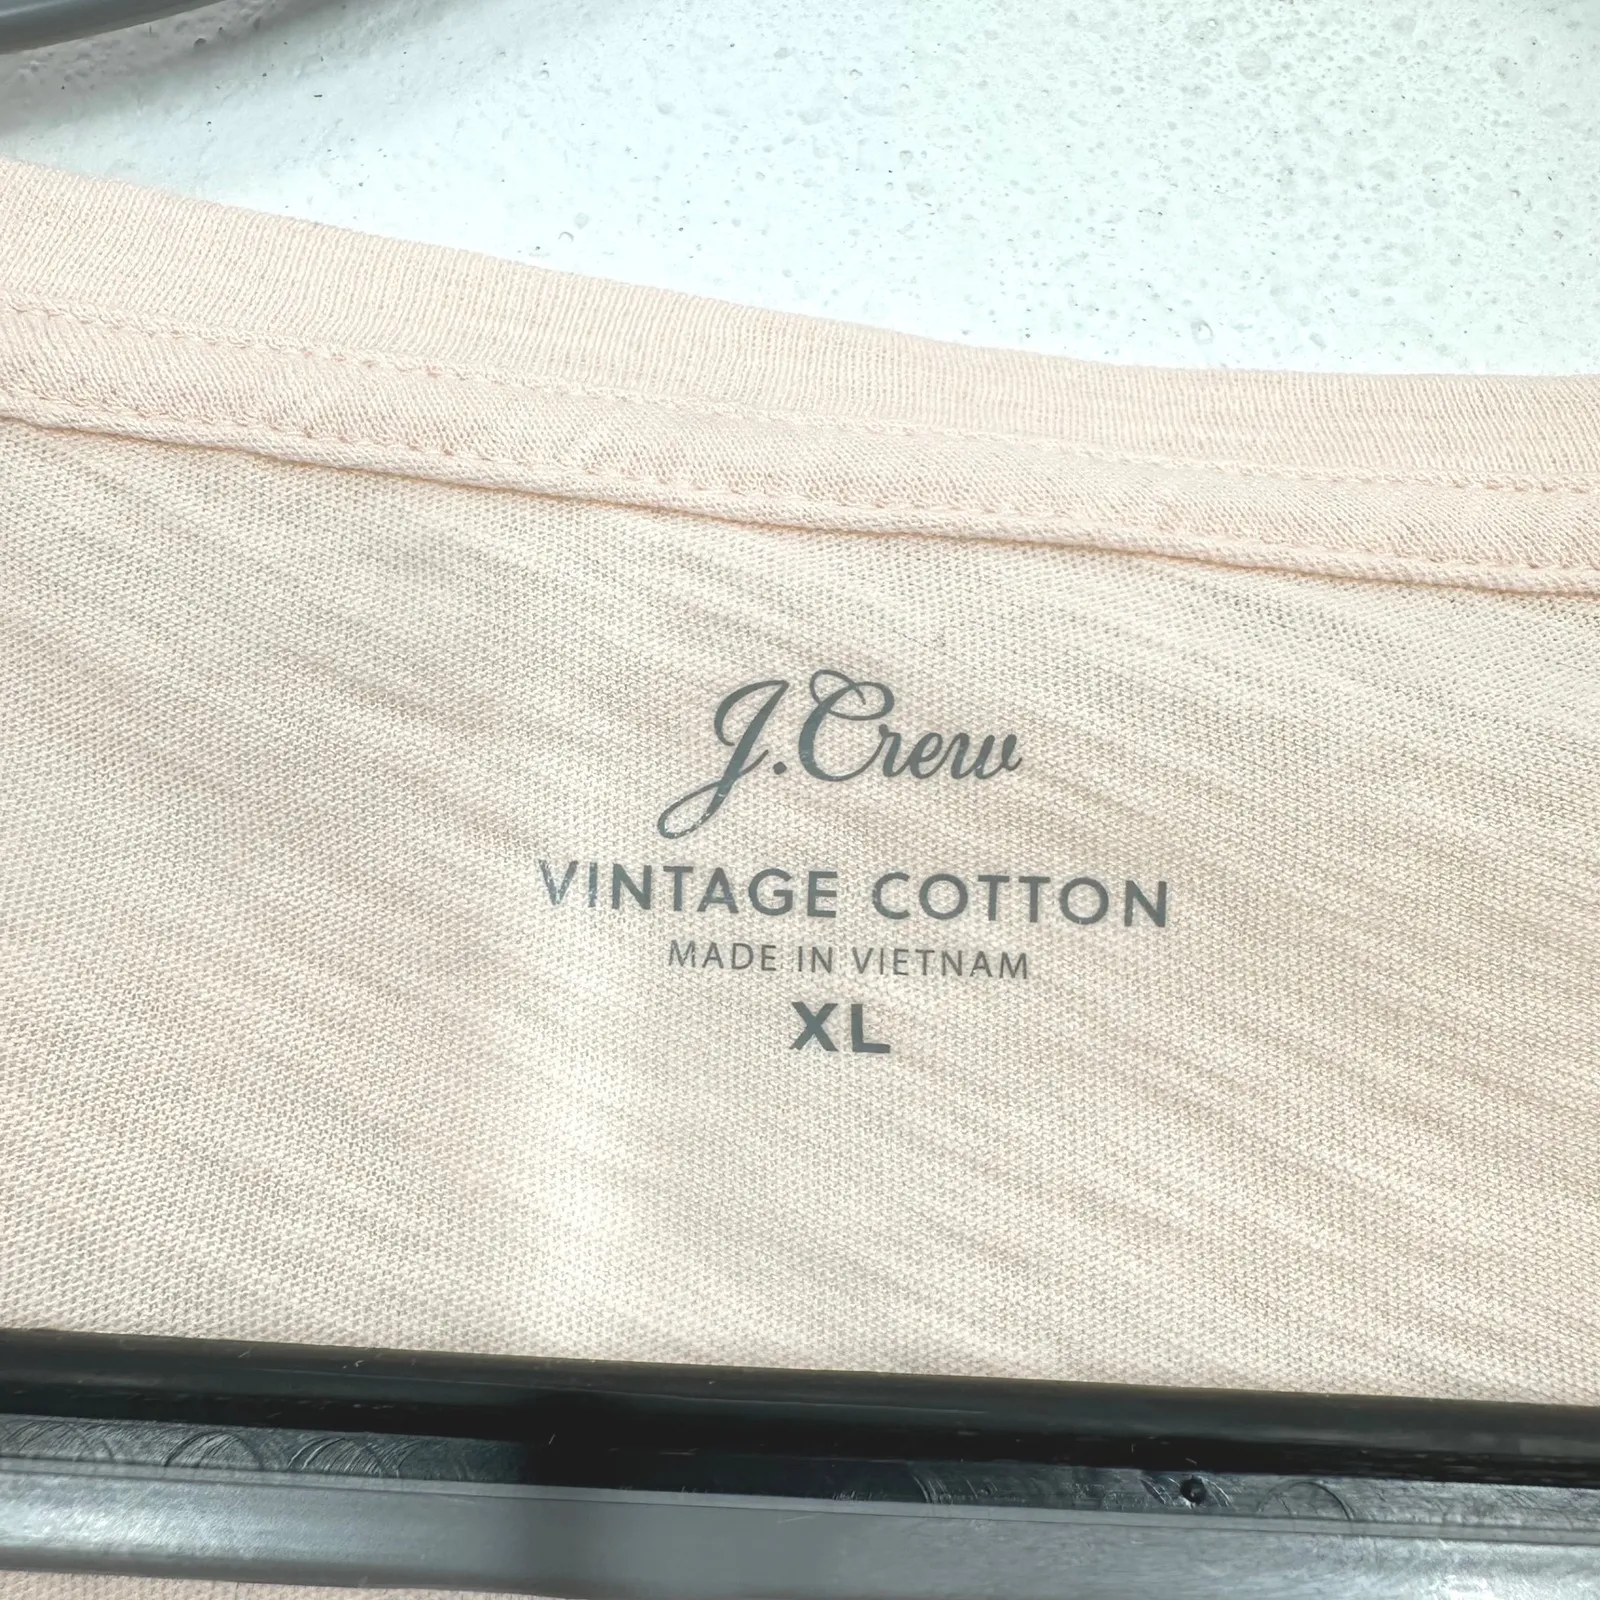 J.Crew
VINTAGE COTTON
MADE IN VIETNAM
XL